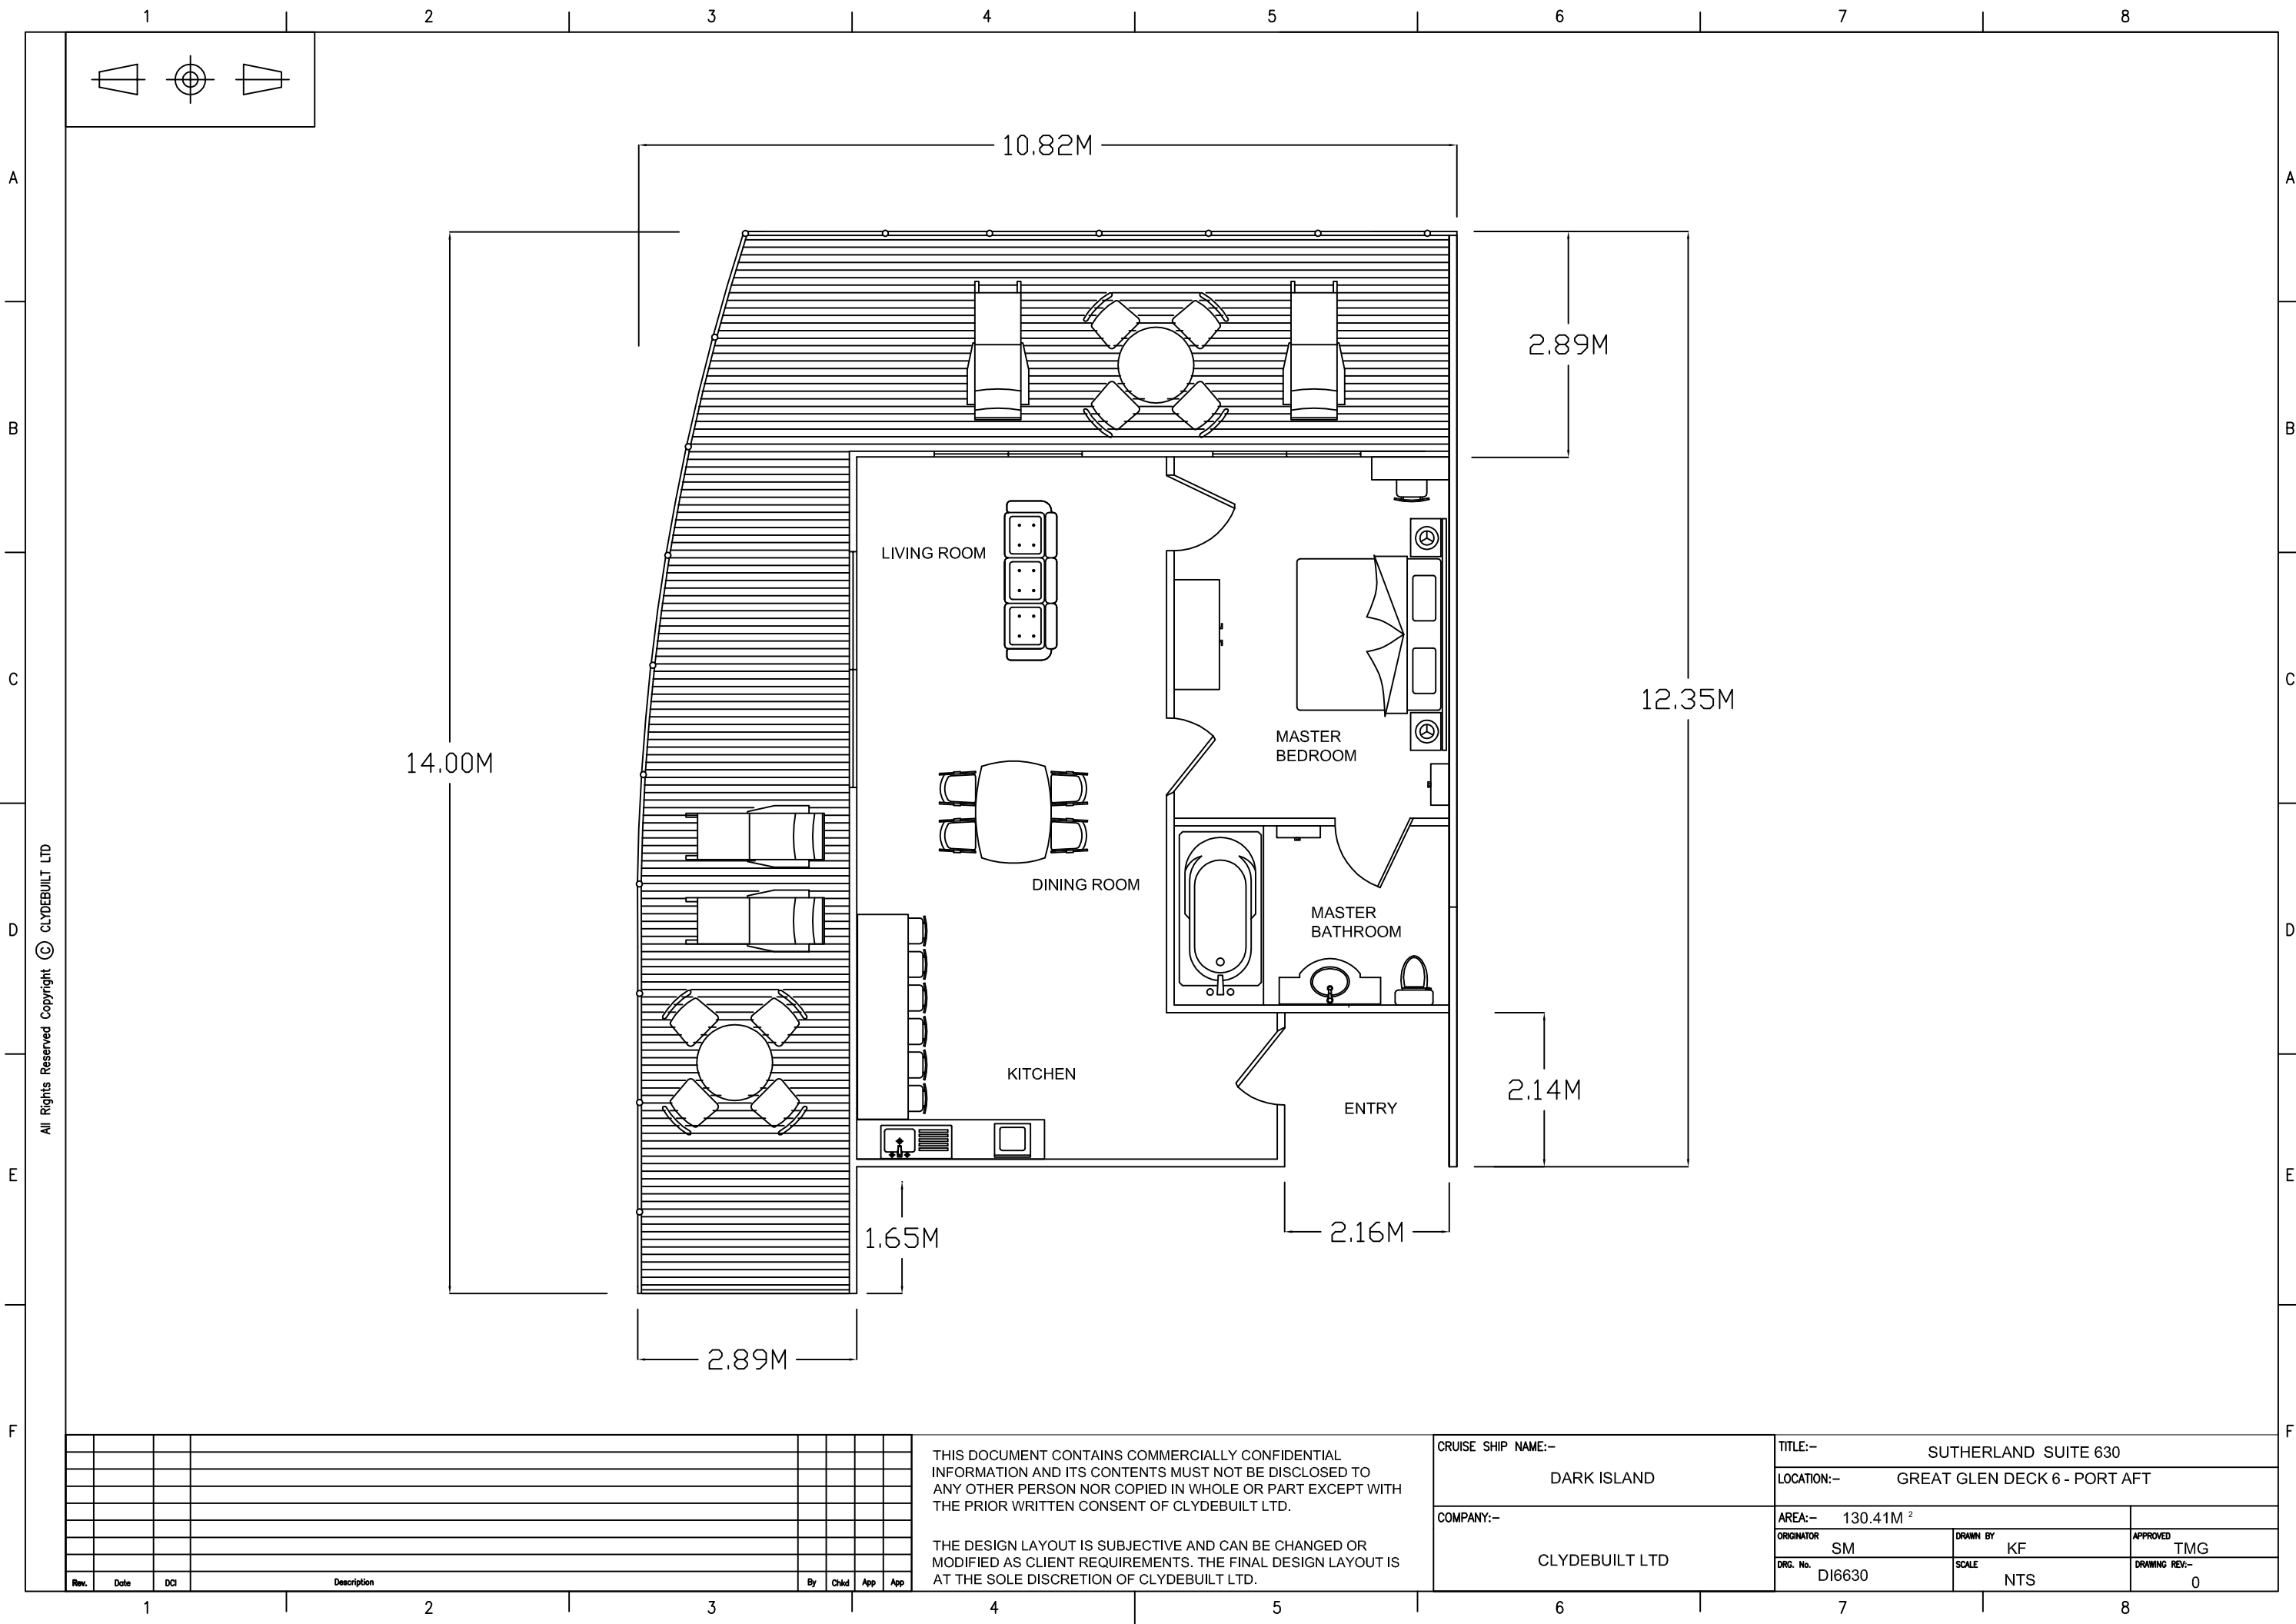 1 2 3 4 5 6 7 8
A A
10.82M
B B
2.89M
LIVING ROOM
C C
12.35M
14.00M
MASTER
BEDROOM
DINING ROOM
MASTER
BATHROOM
D D
All Rights Reserved Copyright © CLYDEBUILT LTD
KITCHEN
ENTRY
2.14M
E E
1.65M
2.16M
2.89M
F F
Rev. Date DCI Description By Chkd App App
THIS DOCUMENT CONTAINS COMMERCIALLY CONFIDENTIAL
INFORMATION AND ITS CONTENTS MUST NOT BE DISCLOSED TO
ANY OTHER PERSON NOR COPIED IN WHOLE OR PART EXCEPT WITH
THE PRIOR WRITTEN CONSENT OF CLYDEBUILT LTD.
THE DESIGN LAYOUT IS SUBJECTIVE AND CAN BE CHANGED OR
MODIFIED AS CLIENT REQUIREMENTS. THE FINAL DESIGN LAYOUT IS
AT THE SOLE DISCRETION OF CLYDEBUILT LTD.
CRUISE SHIP NAME:-
DARK ISLAND
COMPANY:-
CLYDEBUILT LTD
TITLE:- SUTHERLAND SUITE 630
LOCATION:- GREAT GLEN DECK 6 - PORT AFT
AREA:- 130.41M ²
ORIGINATOR DRAWN BY APPROVED
SM KF TMG
DRG. No. SCALE DRAWING REV:-
DI6630 NTS 0
1 2 3 4 5 6 7 8